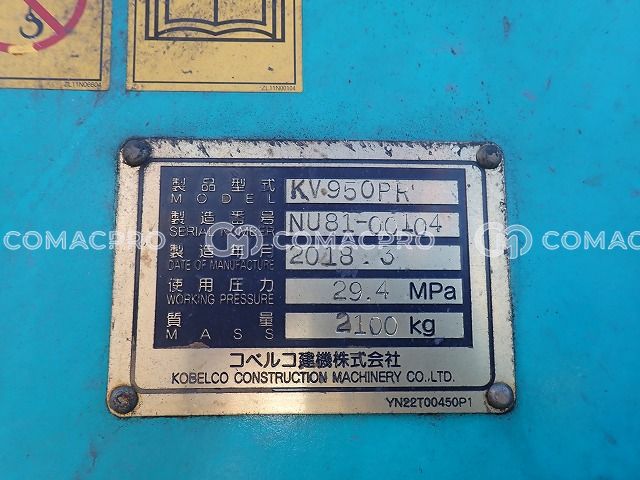 ZL11N06804
ZL11N00104
製品型式 KV950PR
MODEL
製造番号 NU81-00104
SERIAL NUMBER
COMACPRO COMACPRO COMACPRO
製造年月 2018.3
DATE OF MANUFACTURE
使用圧力 29.4 MPa
WORKING PRESSURE
質量 2100 kg
MASS
コベルコ建機株式会社
KOBELCO CONSTRUCTION MACHINERY CO.,LTD.
YN22T00450P1